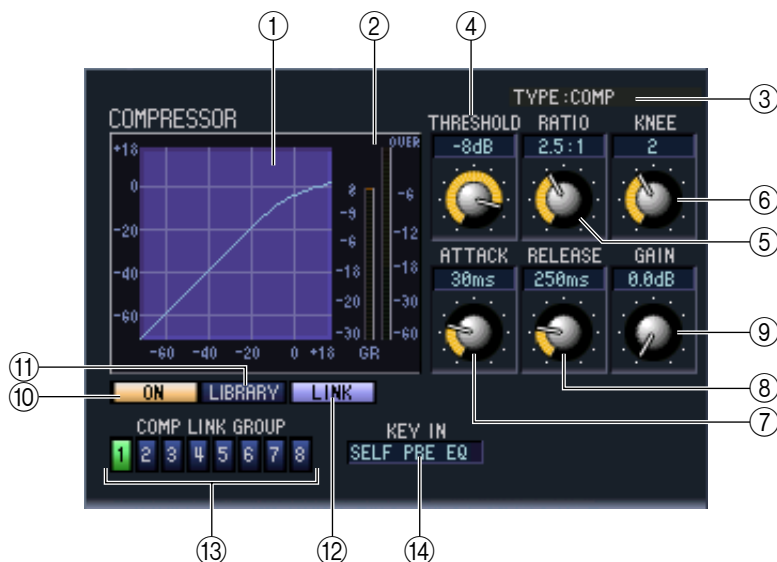 ① ② ④
TYPE:COMP ③
COMPRESSOR
THRESHOLD RATIO KNEE
-8dB 2.5:1 2
⑥
⑤
ATTACK RELEASE GAIN
30ms 250ms 0.0dB
⑨
⑧
⑦
+18
0
-20
-40
-60
-60 -40 -20 0 +18
OVER
-9
-6
-18
-20
-30
GR
-6
-12
-18
-30
-60
⑪
⑩ ON LIBRARY LINK
COMP LINK GROUP
1 2 3 4 5 6 7 8
KEY IN
SELF PRE EQ
⑬ ⑫ ⑭